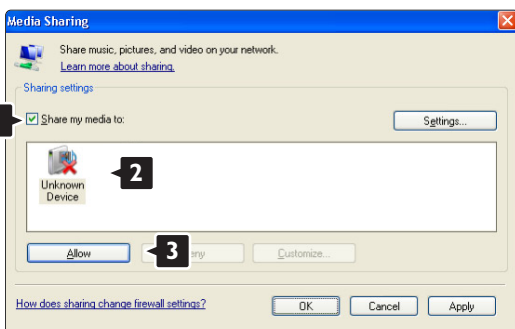 Media Sharing
Share music, pictures, and video on your network.
Learn more about sharing.
Sharing settings
Share my media to:
Settings...
2
Unknown
Device
Allow
3
Customize...
How does sharing change firewall settings?
OK
Cancel
Apply